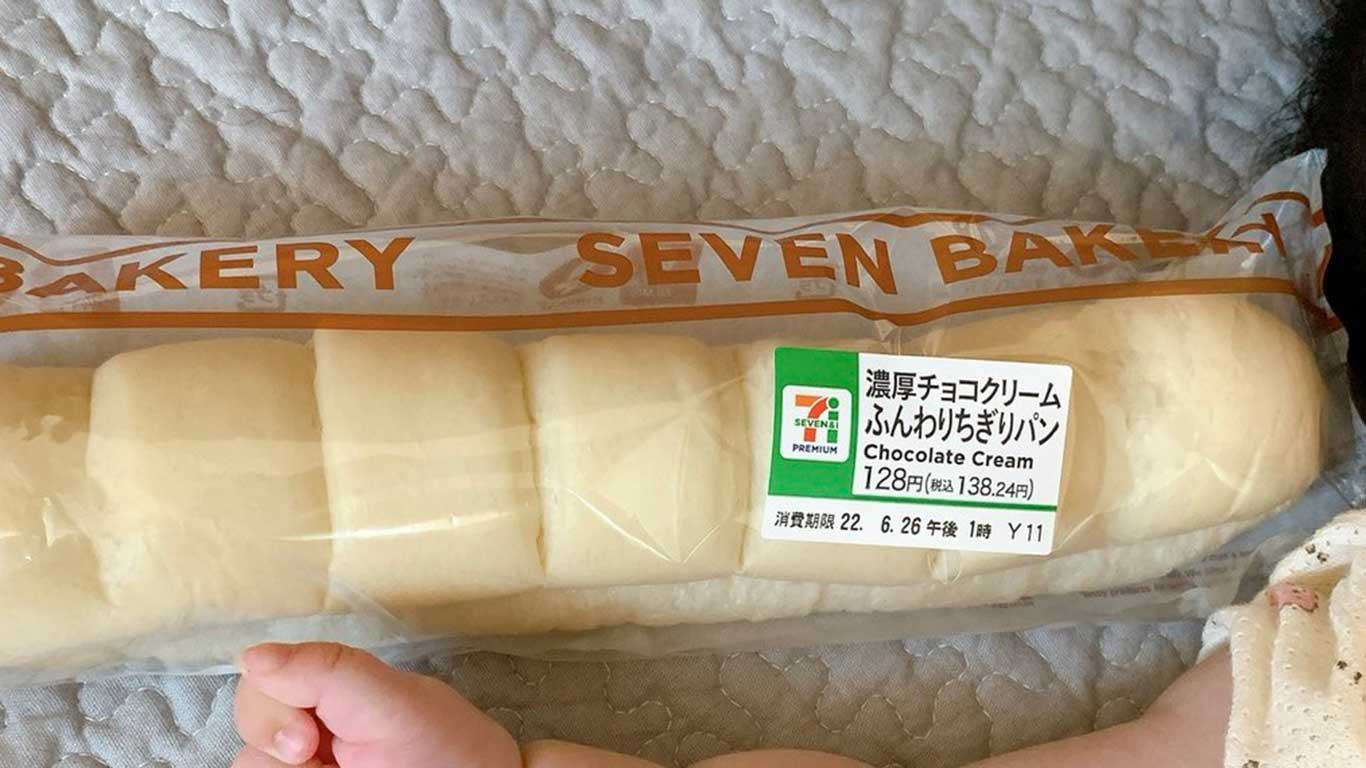 BAKERY SEVEN BAKERY
濃厚チョコクリーム
ふんわりちぎりパン
Chocolate Cream
128円(税込 138.24円)
SEVEN&i
PREMIUM
消費期限 22. 6. 26 午後 1時 Y 11